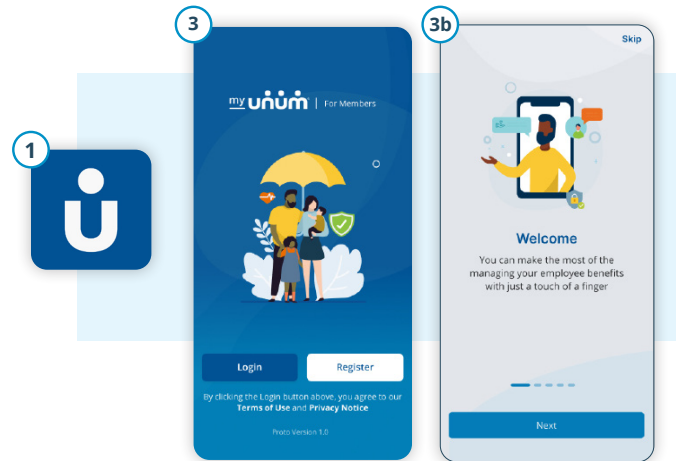 1
3
my unum | For Members
Login
Register
By clicking the Login button above, you agree to our
Terms of Use and Privacy Notice
Proto Version 1.0
3b
Skip
Welcome
You can make the most of the
managing your employee benefits
with just a touch of a finger
Next